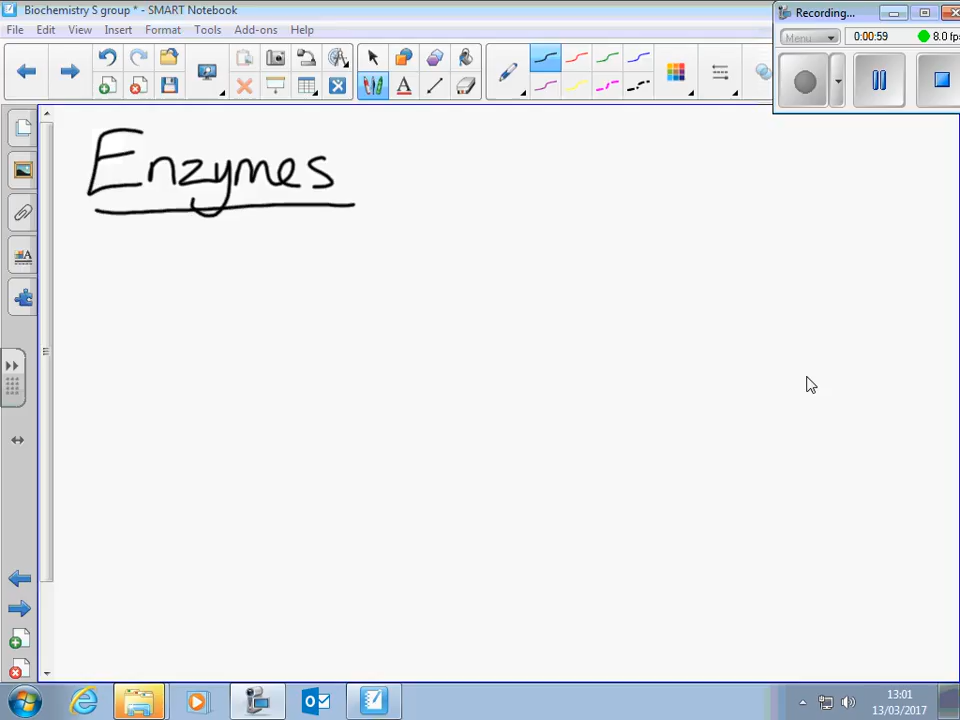 Biochemistry S group * - SMART Notebook
File Edit View Insert Format Tools Add-ons Help
Recording...
Menu 0:00:59 8.0 fp
Enzymes
13:01
13/03/2017